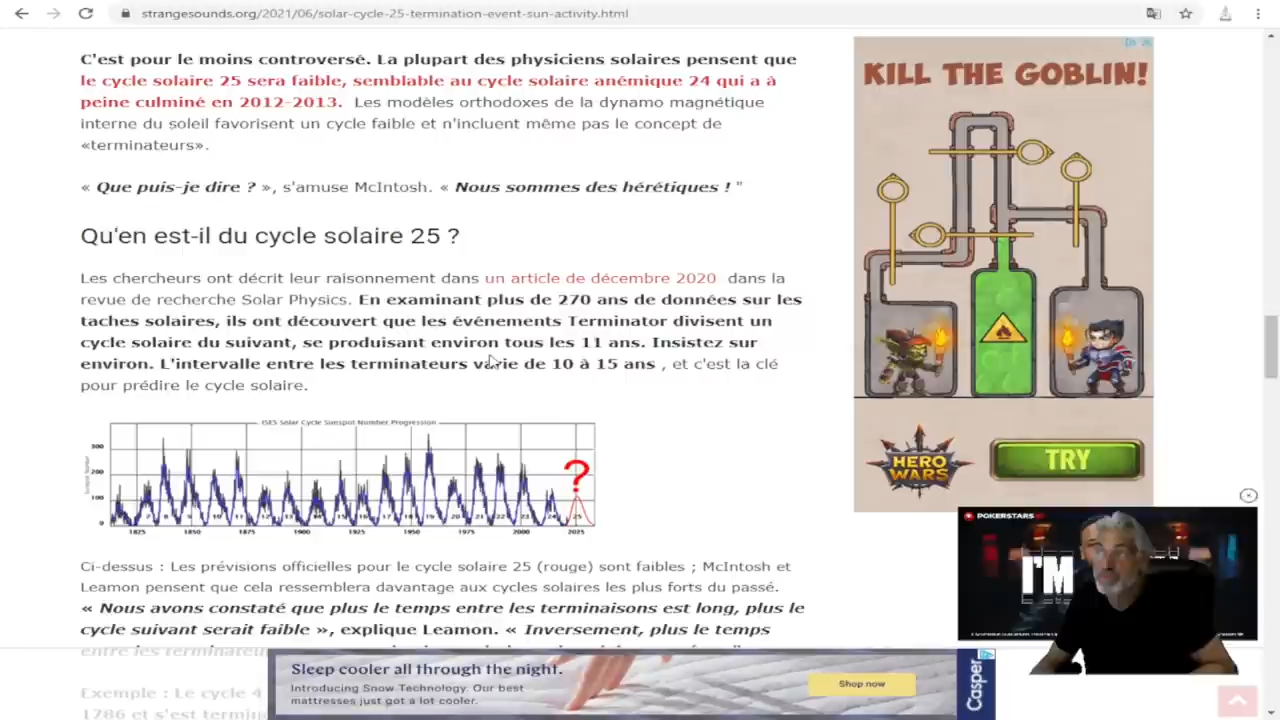 strangesounds.org/2021/06/solar-cycle-25-termination-event-sun-activity.html
C'est pour le moins controversé. La plupart des physiciens solaires pensent que
le cycle solaire 25 sera faible, semblable au cycle solaire anémique 24 qui a à
peine culminé en 2012-2013. Les modèles orthodoxes de la dynamo magnétique
interne du soleil favorisent un cycle faible et n'incluent même pas le concept de
«terminateurs».
« Que puis-je dire ? », s'amuse McIntosh. « Nous sommes des hérétiques ! "
Qu'en est-il du cycle solaire 25 ?
Les chercheurs ont décrit leur raisonnement dans un article de décembre 2020 dans la
revue de recherche Solar Physics. En examinant plus de 270 ans de données sur les
taches solaires, ils ont découvert que les événements Terminator divisent un
cycle solaire du suivant, se produisant environ tous les 11 ans. Insistez sur
environ. L'intervalle entre les terminateurs varie de 10 à 15 ans , et c'est la clé
pour prédire le cycle solaire.
ISES Solar Cycle Sunspot Number Progression
300
200
100
0
?
1825 1850 1875 1900 1925 1950 1975 2000 2025
Ci-dessus : Les prévisions officielles pour le cycle solaire 25 (rouge) sont faibles ; McIntosh et
Leamon pensent que cela ressemblera davantage aux cycles solaires les plus forts du passé.
« Nous avons constaté que plus le temps entre les terminaisons est long, plus le
cycle suivant serait faible », explique Leamon. « Inversement, plus le temps
entre les
Exemple : Le cycle 4
1786 et s'est
KILL THE GOBLIN!
HERO
WARS
TRY
POKERSTARS
I'M
Sleep cooler all through the night.
Introducing Snow Technology. Our best
mattresses just got a lot cooler.
Shop now
Casper